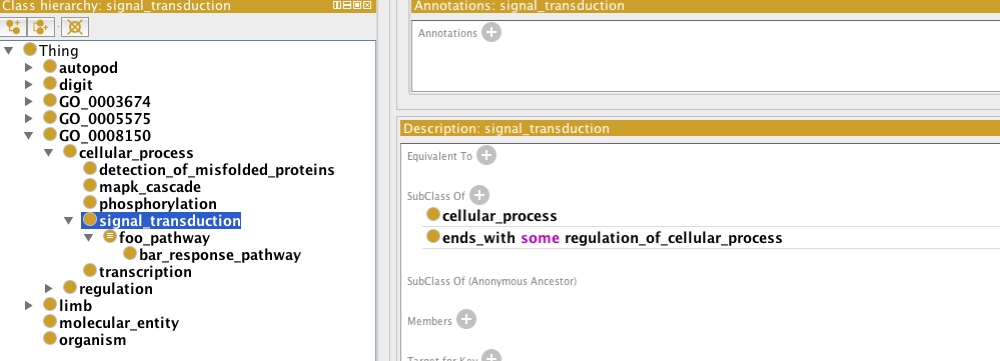 Class hierarchy: signal_transduction
Thing
autopod
digit
GO_0003674
GO_0005575
GO_0008150
cellular_process
detection_of_misfolded_proteins
mapk_cascade
phosphorylation
signal_transduction
foo_pathway
bar_response_pathway
transcription
regulation
limb
molecular_entity
organism
Annotations: signal_transduction
Annotations
Description: signal_transduction
Equivalent To
SubClass Of
cellular_process
ends_with some regulation_of_cellular_process
SubClass Of (Anonymous Ancestor)
Members
Target for Key